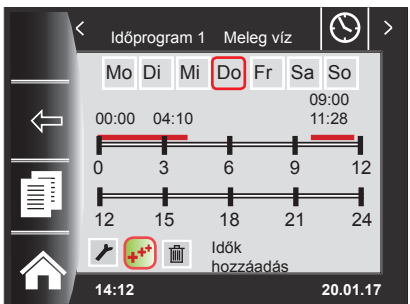 Időprogram 1 Meleg víz
Mo Di Mi Do Fr Sa So
09:00
00:00 04:10 11:28
0 3 6 9 12
12 15 18 21 24
Idők
hozzáadás
14:12 20.01.17